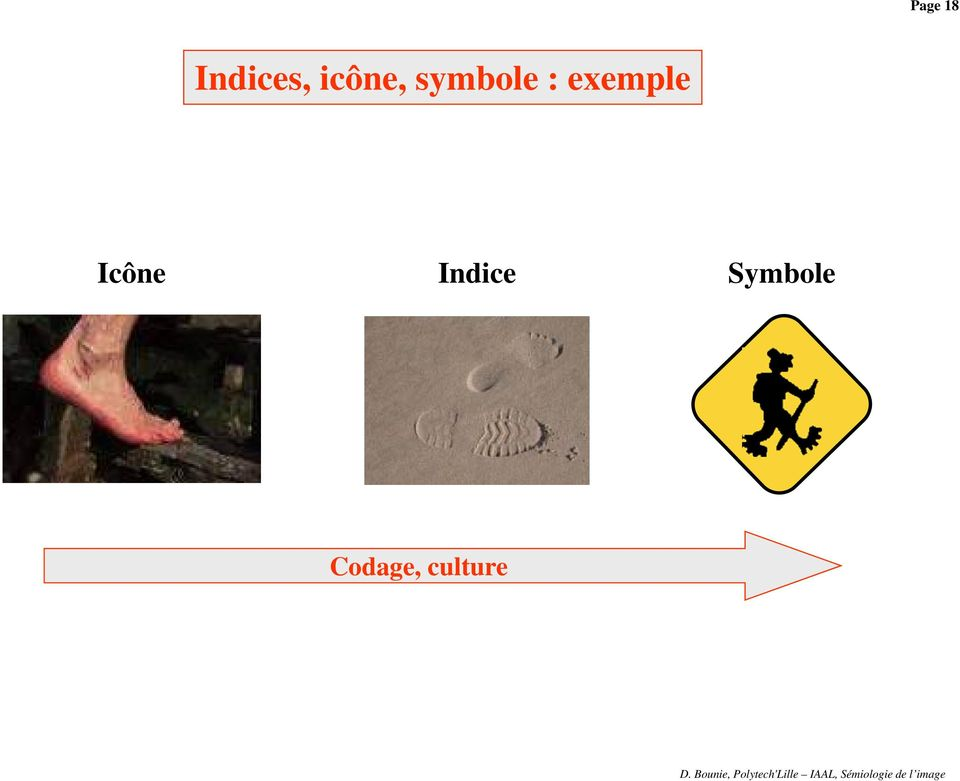 Page 18
Indices, icône, symbole : exemple
Icône Indice Symbole
Codage, culture
D. Bounie, Polytech'Lille – IAAL, Sémiologie de l’image